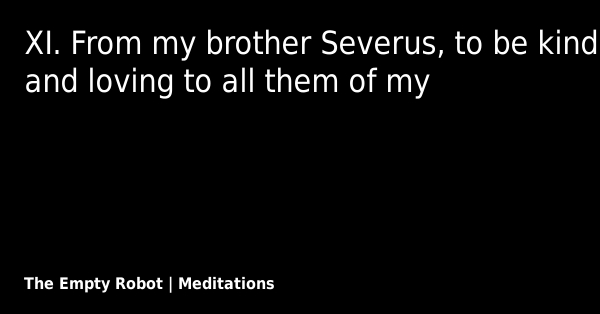 XI. From my brother Severus, to be kind
and loving to all them of my
The Empty Robot | Meditations